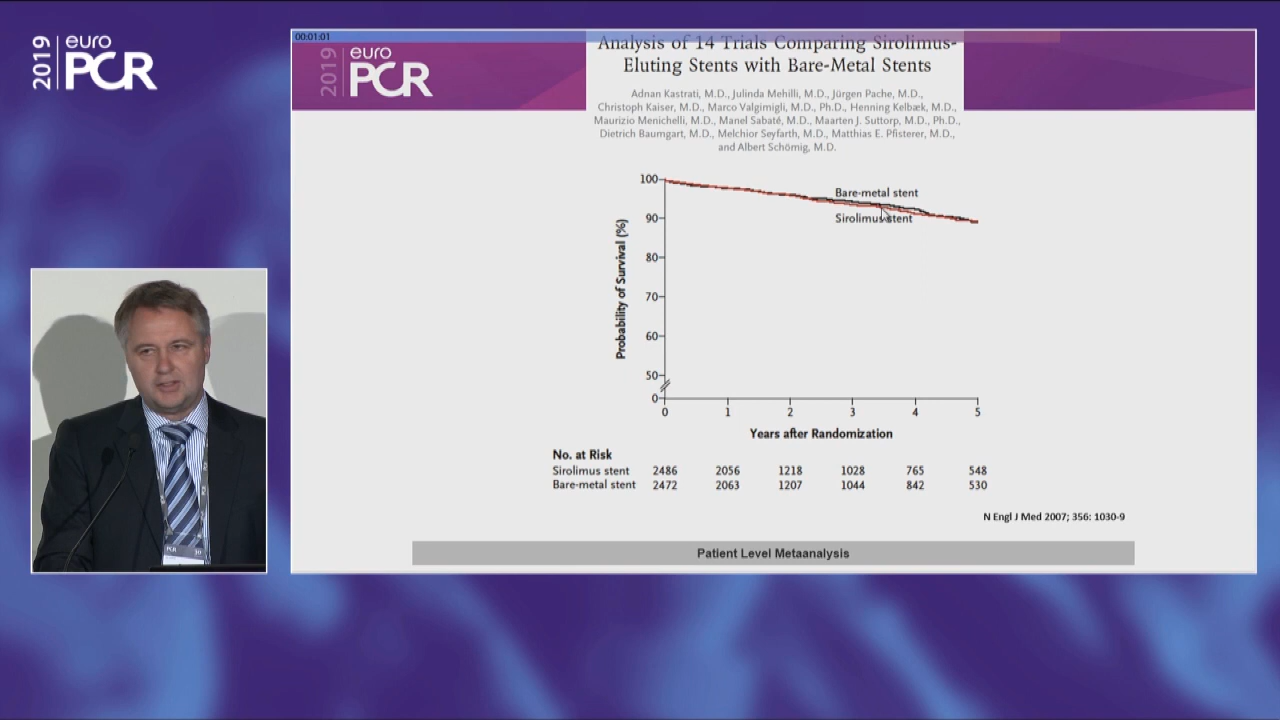 2019
euro
PCR
00:01:01
2019
euro
PCR
Analysis of 14 Trials Comparing Sirolimus-
Eluting Stents with Bare-Metal Stents
Adnan Kastrati, M.D., Julinda Mehilli, M.D., Jürgen Pache, M.D.,
Christoph Kaiser, M.D., Marco Valgimigli, M.D., Ph.D., Henning Kelbæk, M.D.,
Maurizio Menichelli, M.D., Manel Sabaté, M.D., Maarten J. Suttorp, M.D., Ph.D.,
Dietrich Baumgart, M.D., Melchior Seyfarth, M.D., Matthias E. Pfisterer, M.D.,
and Albert Schömig, M.D.
Probability of Survival (%)
100
90
80
70
60
50
0
Bare-metal stent
Sirolimus stent
0 1 2 3 4 5
Years after Randomization
No. at Risk
Sirolimus stent 2486 2056 1218 1028 765 548
Bare-metal stent 2472 2063 1207 1044 842 530
N Engl J Med 2007; 356: 1030-9
Patient Level Metaanalysis
PCR